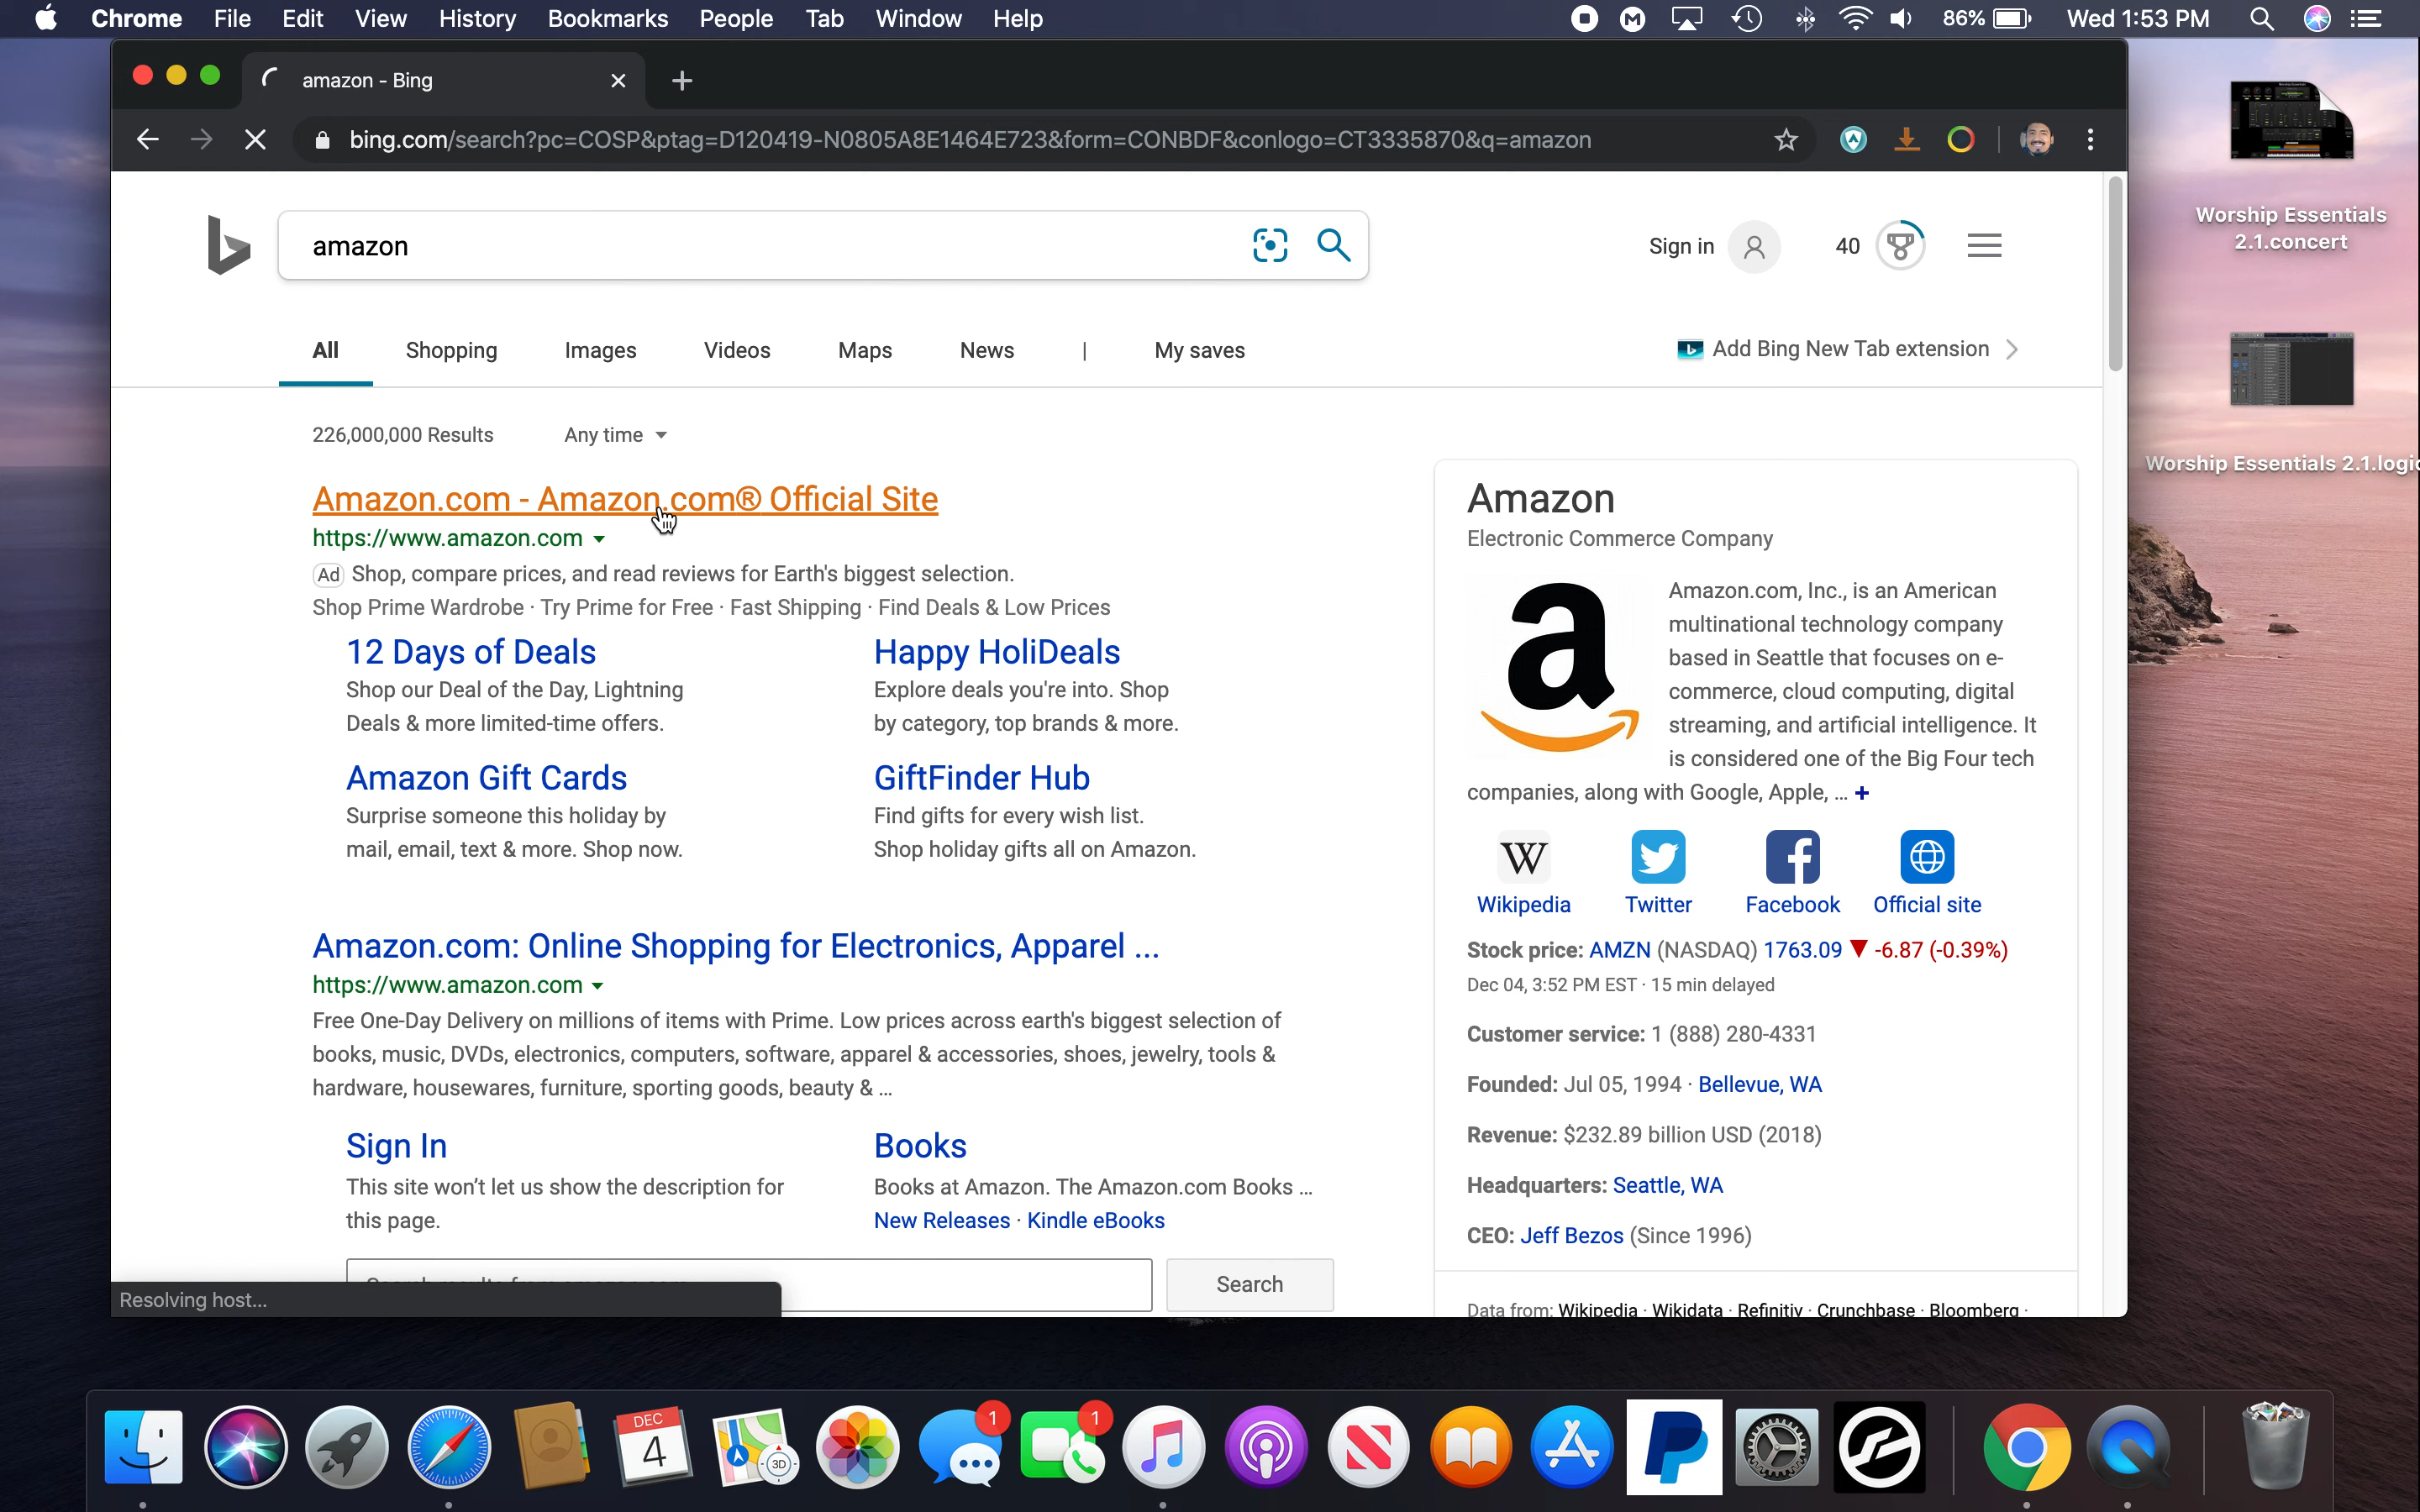 Chrome File Edit View History Bookmarks People Tab Window Help 86% Wed 1:53 PM
amazon - Bing
bing.com/search?pc=COSP&ptag=D120419-N0805A8E1464E723&form=CONBDF&conlogo=CT3335870&q=amazon
amazon
Sign in
40
All Shopping Images Videos Maps News | My saves
Add Bing New Tab extension
226,000,000 Results Any time
Amazon.com - Amazon.com® Official Site
https://www.amazon.com
Ad Shop, compare prices, and read reviews for Earth's biggest selection.
Shop Prime Wardrobe · Try Prime for Free · Fast Shipping · Find Deals & Low Prices
12 Days of Deals
Shop our Deal of the Day, Lightning
Deals & more limited-time offers.
Happy HoliDeals
Explore deals you're into. Shop
by category, top brands & more.
Amazon Gift Cards
Surprise someone this holiday by
mail, email, text & more. Shop now.
GiftFinder Hub
Find gifts for every wish list.
Shop holiday gifts all on Amazon.
Amazon.com: Online Shopping for Electronics, Apparel ...
https://www.amazon.com
Free One-Day Delivery on millions of items with Prime. Low prices across earth's biggest selection of
books, music, DVDs, electronics, computers, software, apparel & accessories, shoes, jewelry, tools &
hardware, housewares, furniture, sporting goods, beauty & ...
Sign In
This site won't let us show the description for
this page.
Books
Books at Amazon. The Amazon.com Books ...
New Releases · Kindle eBooks
Search
Resolving host...
Amazon
Electronic Commerce Company
Amazon.com, Inc., is an American
multinational technology company
based in Seattle that focuses on e-
commerce, cloud computing, digital
streaming, and artificial intelligence. It
is considered one of the Big Four tech
companies, along with Google, Apple, ... +
Wikipedia Twitter Facebook Official site
Stock price: AMZN (NASDAQ) 1763.09 ▼ -6.87 (-0.39%)
Dec 04, 3:52 PM EST · 15 min delayed
Customer service: 1 (888) 280-4331
Founded: Jul 05, 1994 · Bellevue, WA
Revenue: $232.89 billion USD (2018)
Headquarters: Seattle, WA
CEO: Jeff Bezos (Since 1996)
Data from: Wikipedia · Wikidata · Refinitiv · Crunchbase · Bloomberg ·
Worship Essentials
2.1.concert
Worship Essentials 2.1.logic
DEC
4
3D
1
1